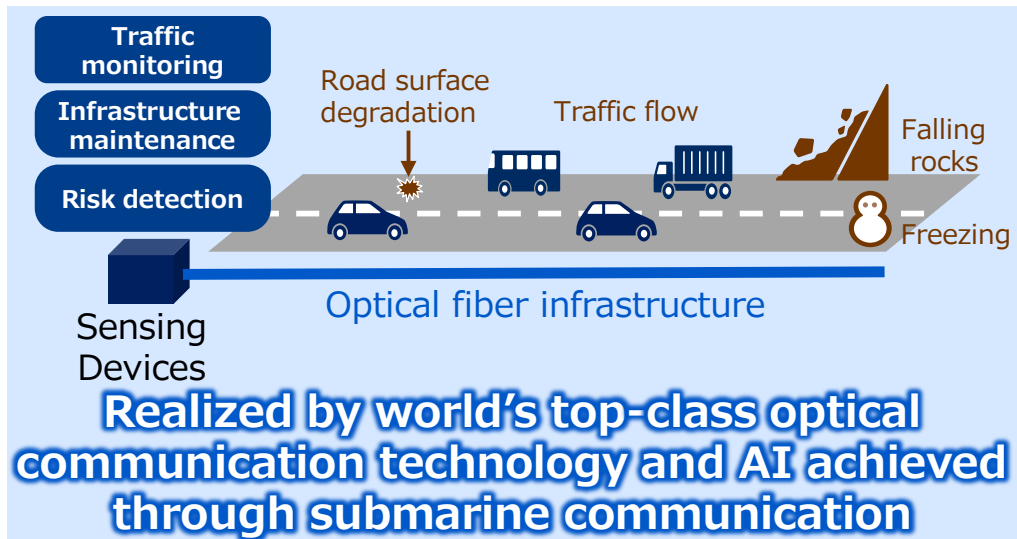 Traffic
monitoring
Infrastructure
maintenance
Risk detection
Road surface
degradation
Traffic flow
Falling
rocks
Freezing
Optical fiber infrastructure
Sensing
Devices
Realized by world’s top-class optical
communication technology and AI achieved
through submarine communication